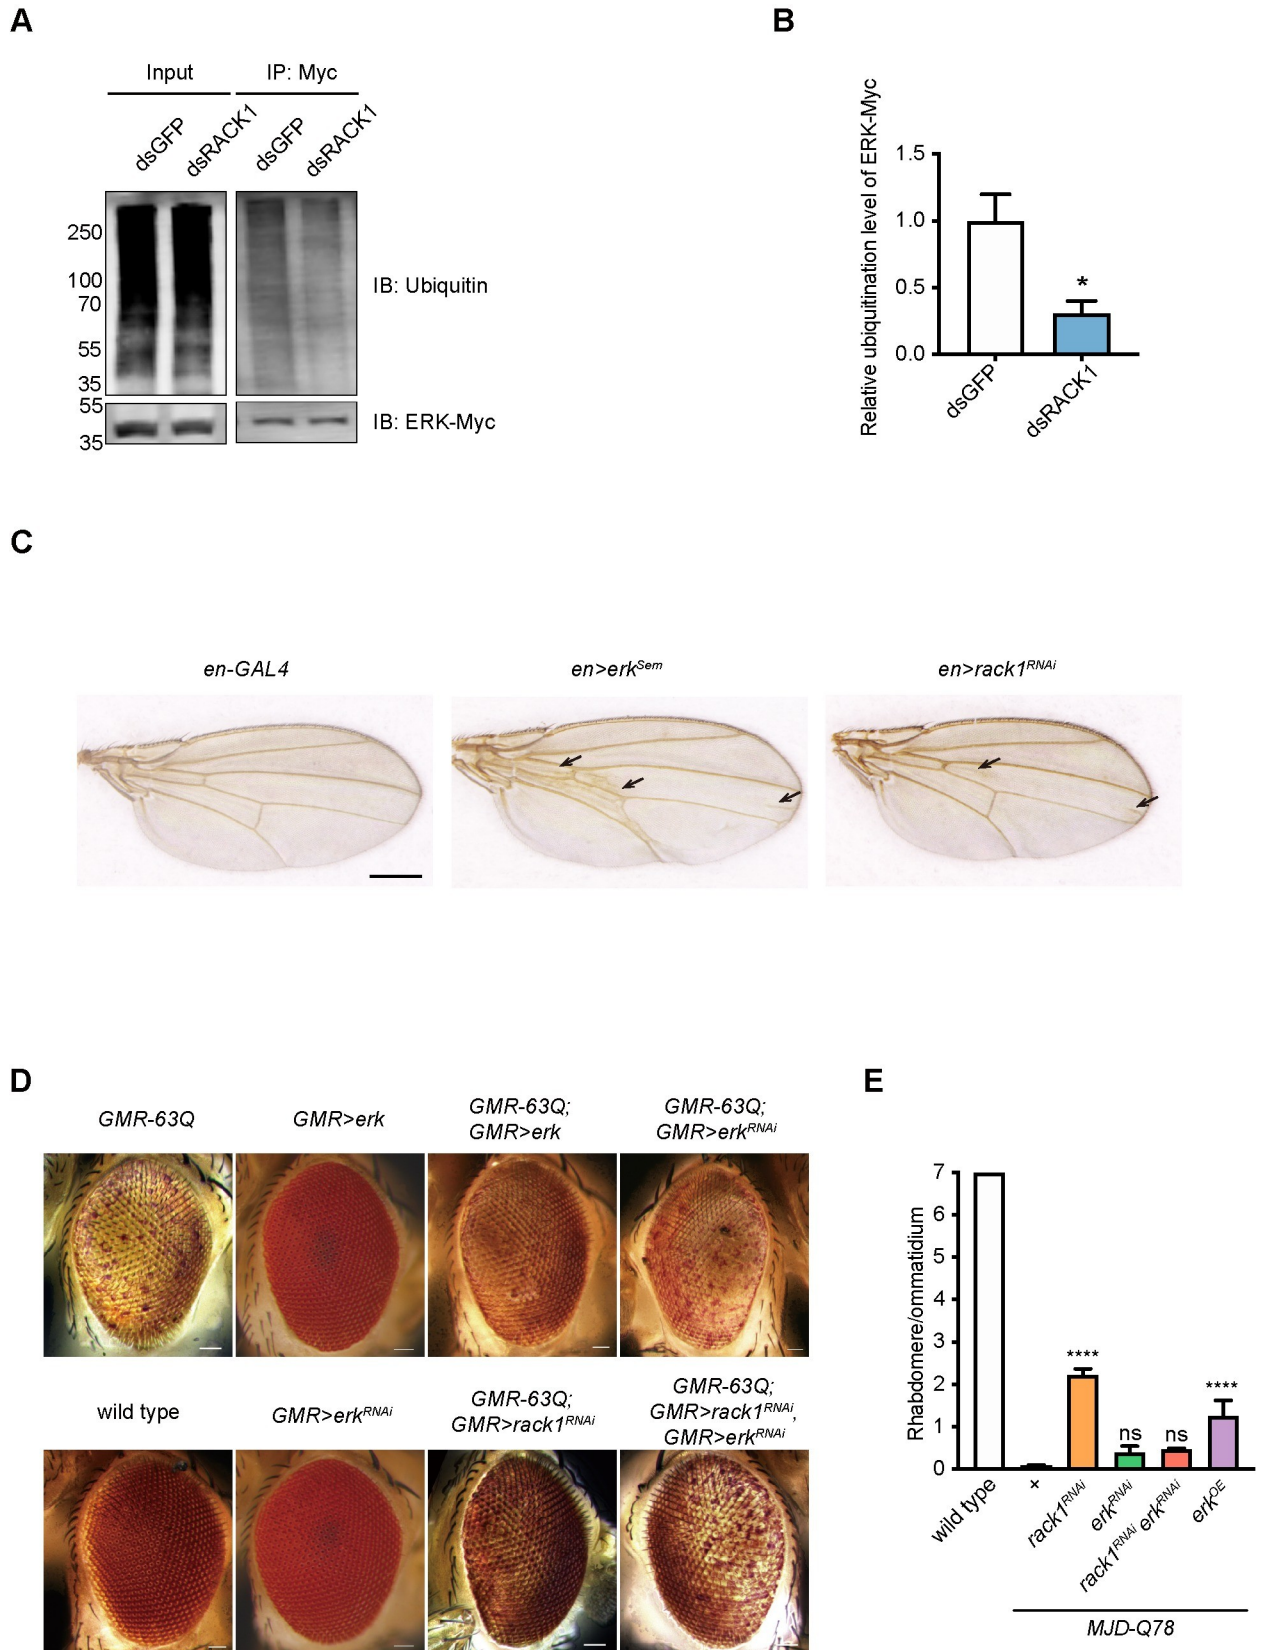 A
Input
IP: Myc
dsGFP
dsRACK1
dsGFP
dsRACK1
250
100
70
55
35
55
35
IB: Ubiquitin
IB: ERK-Myc
B
Relative ubiquitination level of ERK-Myc
1.5
1.0
0.5
0.0
*
dsGFP
dsRACK1
C
en-GAL4
en>erkSem
en>rack1RNAi
D
GMR-63Q
GMR>erk
GMR-63Q;
GMR>erk
GMR-63Q;
GMR>erkRNAi
wild type
GMR>erkRNAi
GMR-63Q;
GMR>rack1RNAi
GMR-63Q;
GMR>rack1RNAi,
GMR>erkRNAi
E
Rhabdomere/ommatidium
7
6
5
4
3
2
1
0
****
ns
ns
****
wild type
+
rack1RNAi
erkRNAi
rack1RNAi erkRNAi
erkOE
MJD-Q78